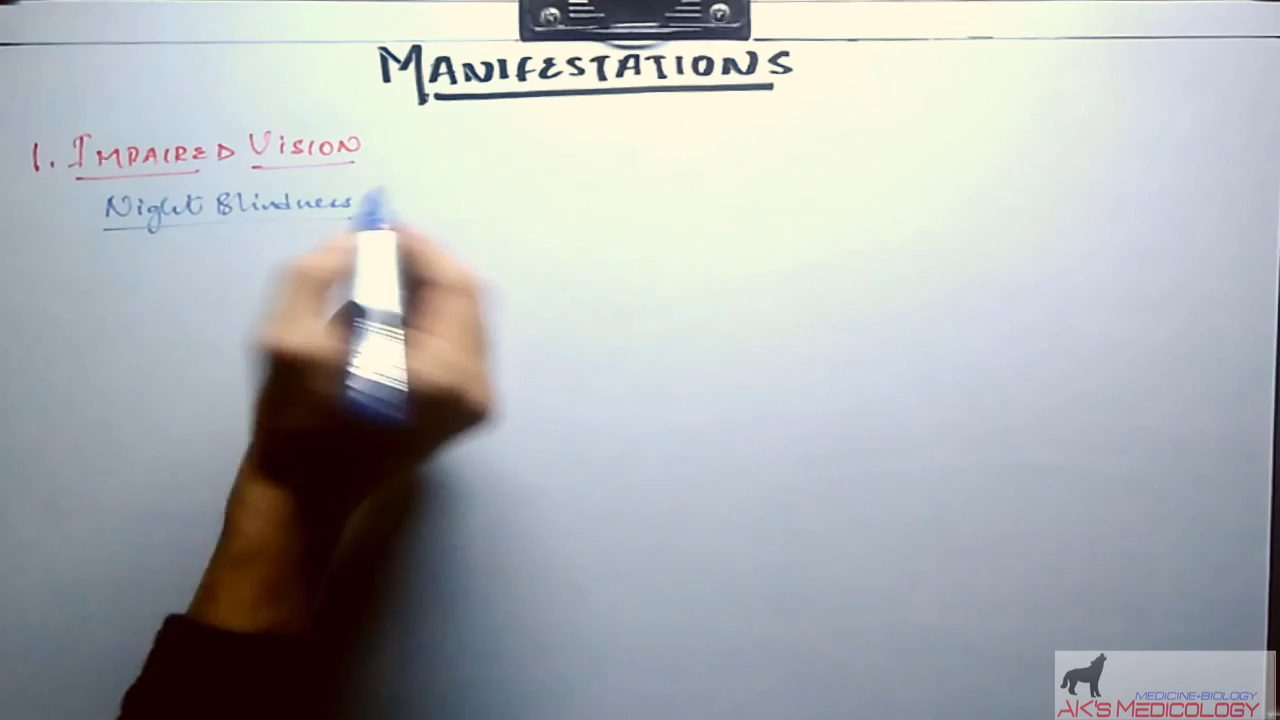 MANIFESTATIONS
1. IMPAIRED VISION
Night Blindness
MEDICINE+BIOLOGY
AK'S MEDICOLOGY